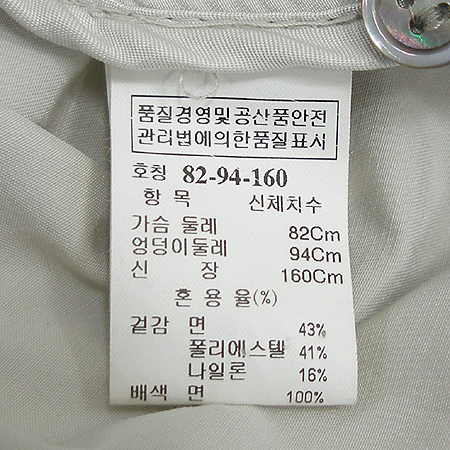 품질경영및공산품안전
관리법에의한품질표시
호칭 82-94-160
항 목 신체치수
가슴 둘레 82Cm
엉덩이둘레 94Cm
신 장 160Cm
혼 용 율(%)
겉감 면 43%
폴리에스텔 41%
나일론 16%
배색 면 100%